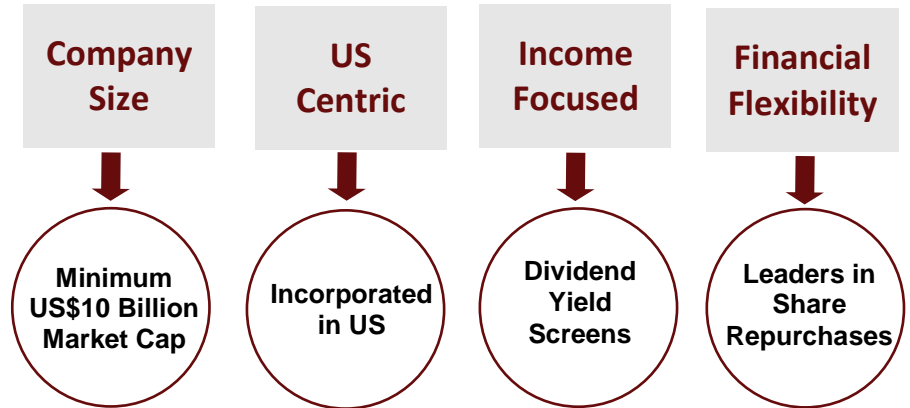 Company
Size
US
Centric
Income
Focused
Financial
Flexibility
Minimum
US$10 Billion
Market Cap
Incorporated
in US
Dividend
Yield
Screens
Leaders in
Share
Repurchases